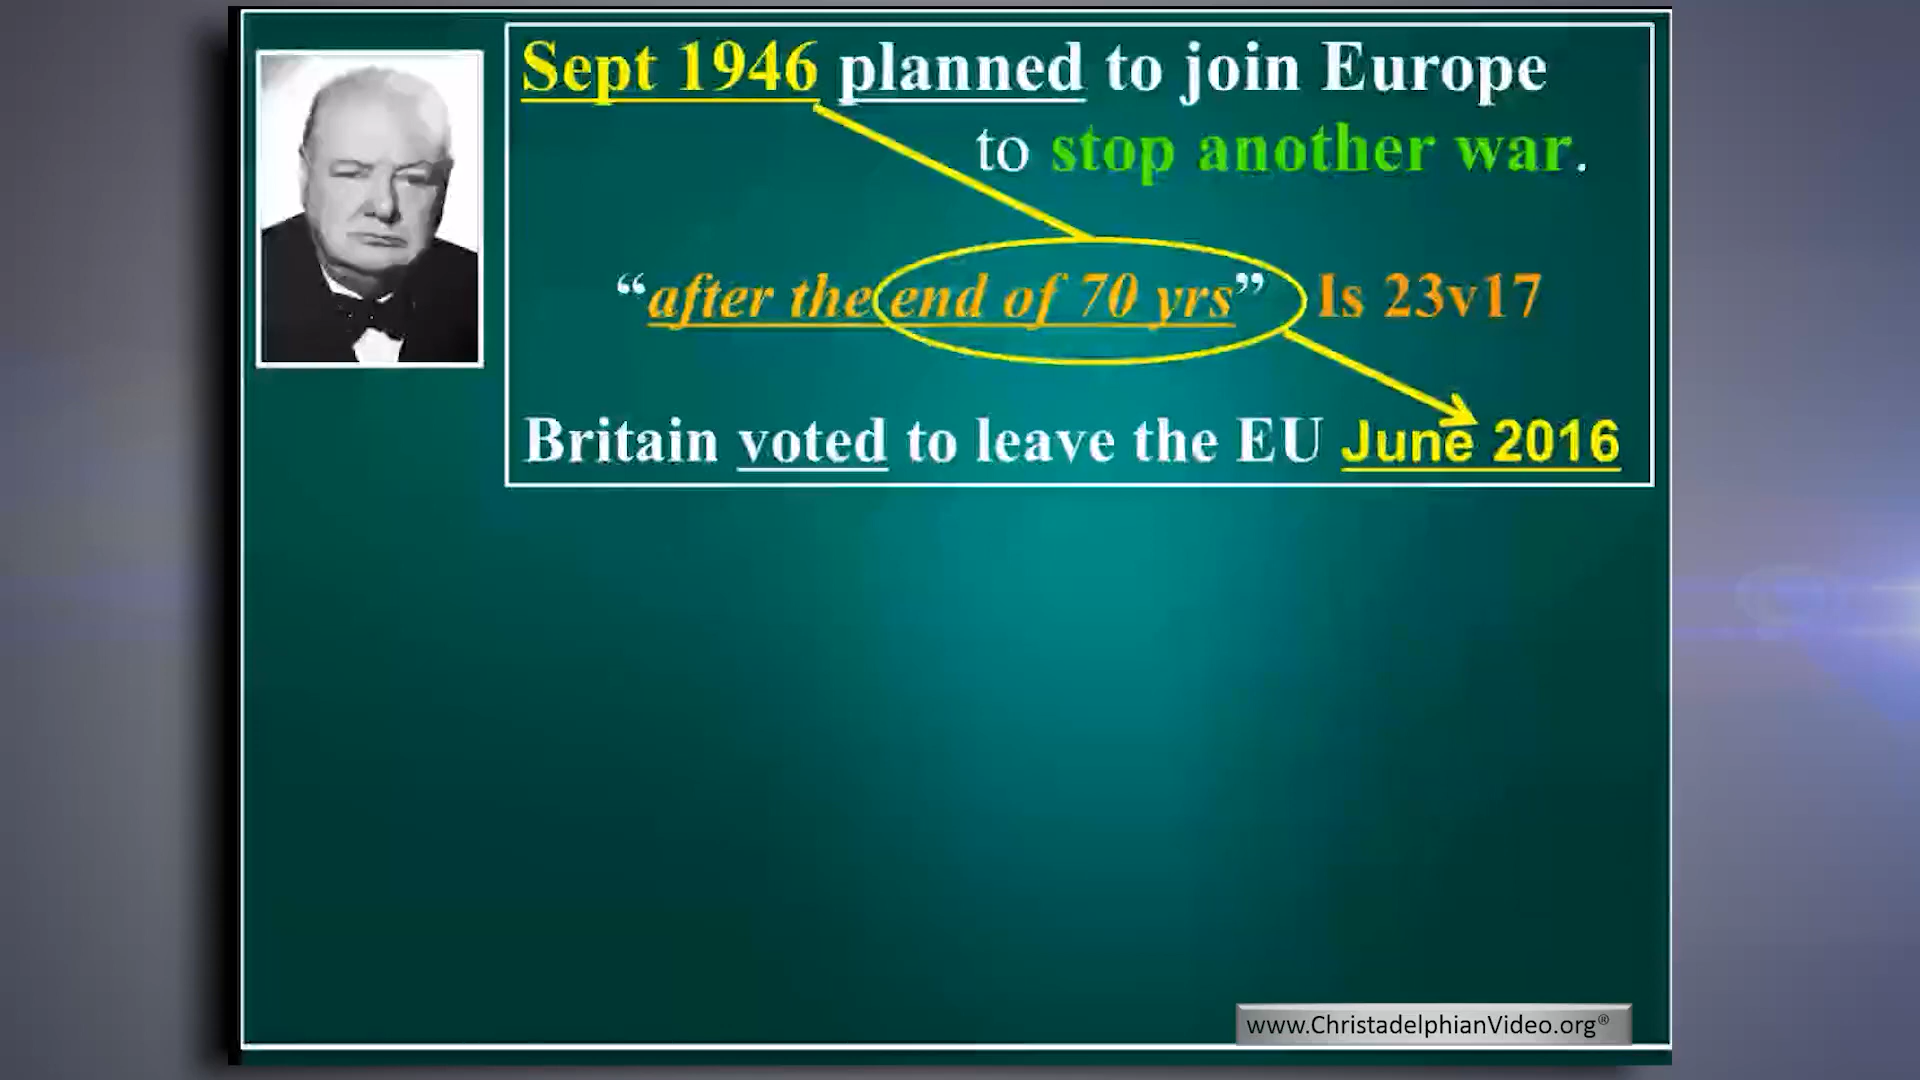 Sept 1946 planned to join Europe
to stop another war.
“after the end of 70 yrs” Is 23v17
Britain voted to leave the EU June 2016
www.ChristadelphianVideo.org®